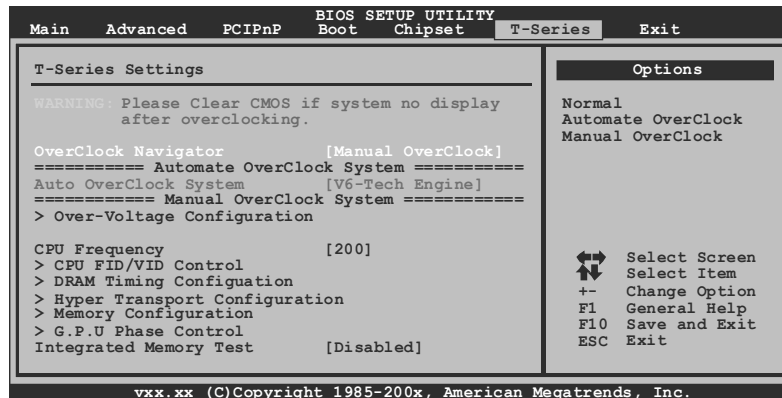 BIOS SETUP UTILITY
Main Advanced PCIPnP Boot Chipset T-Series Exit
T-Series Settings
WARNING: Please Clear CMOS if system no display
after overclocking.
OverClock Navigator [Manual OverClock]
=========== Automate OverClock System ===========
Auto OverClock System [V6-Tech Engine]
============ Manual OverClock System ============
> Over-Voltage Configuration
CPU Frequency [200]
> CPU FID/VID Control
> DRAM Timing Configuation
> Hyper Transport Configuration
> Memory Configuration
> G.P.U Phase Control
Integrated Memory Test [Disabled]
Options
Normal
Automate OverClock
Manual OverClock
Select Screen
Select Item
+- Change Option
F1 General Help
F10 Save and Exit
ESC Exit
vxx.xx (C)Copyright 1985-200x, American Megatrends, Inc.